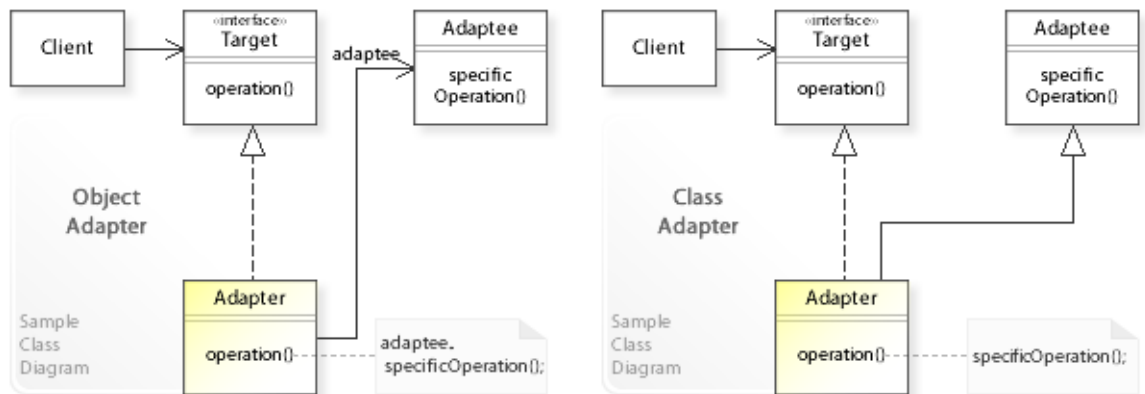 Client
«interface»
Target
operation()
adaptee
Adaptee
specific
Operation()
Object
Adapter
Adapter
operation()
adaptee.
specificOperation();
Sample
Class
Diagram
Client
«interface»
Target
operation()
Adaptee
specific
Operation()
Class
Adapter
Adapter
operation()
specificOperation();
Sample
Class
Diagram